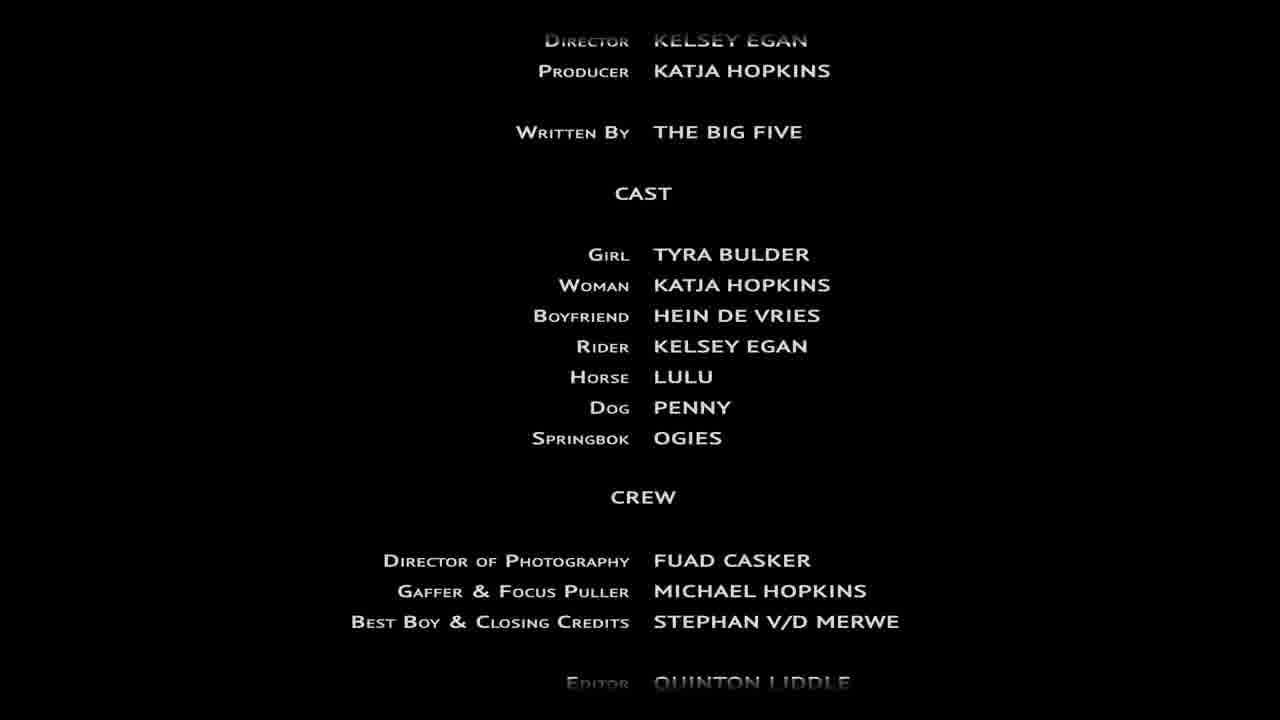 Director KELSEY EGAN
Producer KATJA HOPKINS
Written By THE BIG FIVE
CAST
Girl TYRA BULDER
Woman KATJA HOPKINS
Boyfriend HEIN DE VRIES
Rider KELSEY EGAN
Horse LULU
Dog PENNY
Springbok OGIES
CREW
Director of Photography FUAD CASKER
Gaffer & Focus Puller MICHAEL HOPKINS
Best Boy & Closing Credits STEPHAN V/D MERWE
Editor QUINTON LIDDLE